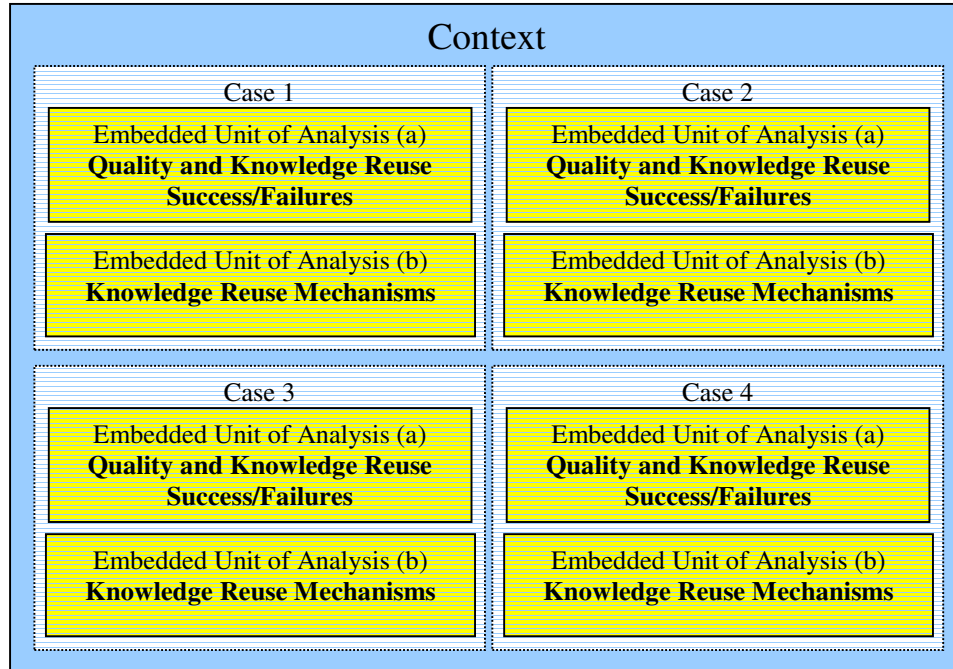 Context
Case 1
Embedded Unit of Analysis (a)
Quality and Knowledge Reuse
Success/Failures
Embedded Unit of Analysis (b)
Knowledge Reuse Mechanisms
Case 2
Embedded Unit of Analysis (a)
Quality and Knowledge Reuse
Success/Failures
Embedded Unit of Analysis (b)
Knowledge Reuse Mechanisms
Case 3
Embedded Unit of Analysis (a)
Quality and Knowledge Reuse
Success/Failures
Embedded Unit of Analysis (b)
Knowledge Reuse Mechanisms
Case 4
Embedded Unit of Analysis (a)
Quality and Knowledge Reuse
Success/Failures
Embedded Unit of Analysis (b)
Knowledge Reuse Mechanisms